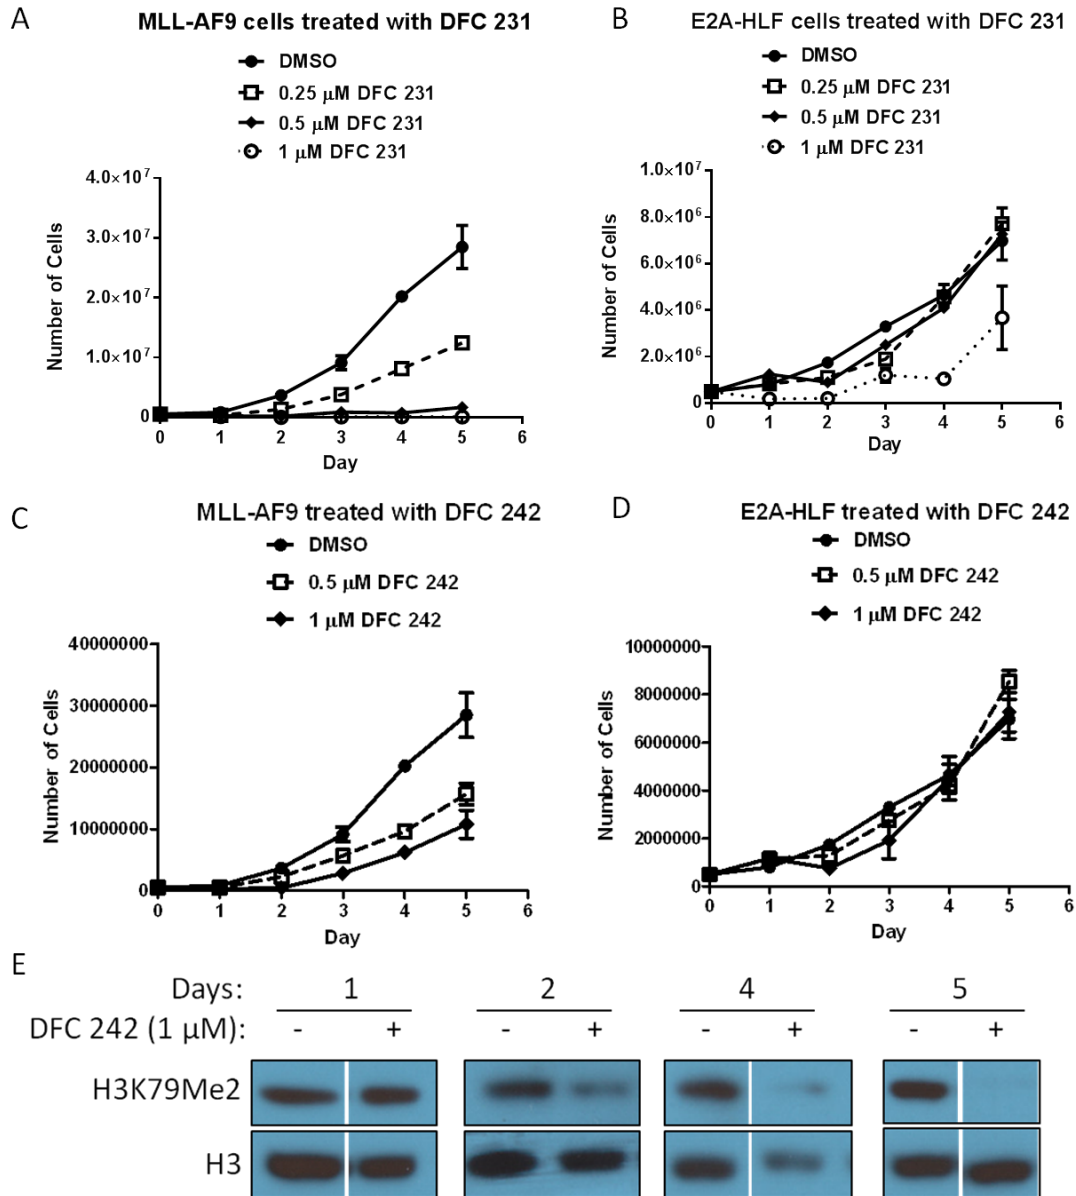 A
MLL-AF9 cells treated with DFC 231
DMSO
0.25 μM DFC 231
0.5 μM DFC 231
1 μM DFC 231
4.0×10⁷
3.0×10⁷
2.0×10⁷
1.0×10⁷
0
Number of Cells
0 1 2 3 4 5 6
Day
B
E2A-HLF cells treated with DFC 231
DMSO
0.25 μM DFC 231
0.5 μM DFC 231
1 μM DFC 231
1.0×10⁷
8.0×10⁶
6.0×10⁶
4.0×10⁶
2.0×10⁶
0
Number of Cells
0 1 2 3 4 5 6
Day
C
MLL-AF9 treated with DFC 242
DMSO
0.5 μM DFC 242
1 μM DFC 242
40000000
30000000
20000000
10000000
0
Number of Cells
0 1 2 3 4 5 6
Day
D
E2A-HLF treated with DFC 242
DMSO
0.5 μM DFC 242
1 μM DFC 242
10000000
8000000
6000000
4000000
2000000
0
Number of Cells
0 1 2 3 4 5 6
Day
E
Days: 1 2 4 5
DFC 242 (1 μM): - + - + - + - +
H3K79Me2
H3